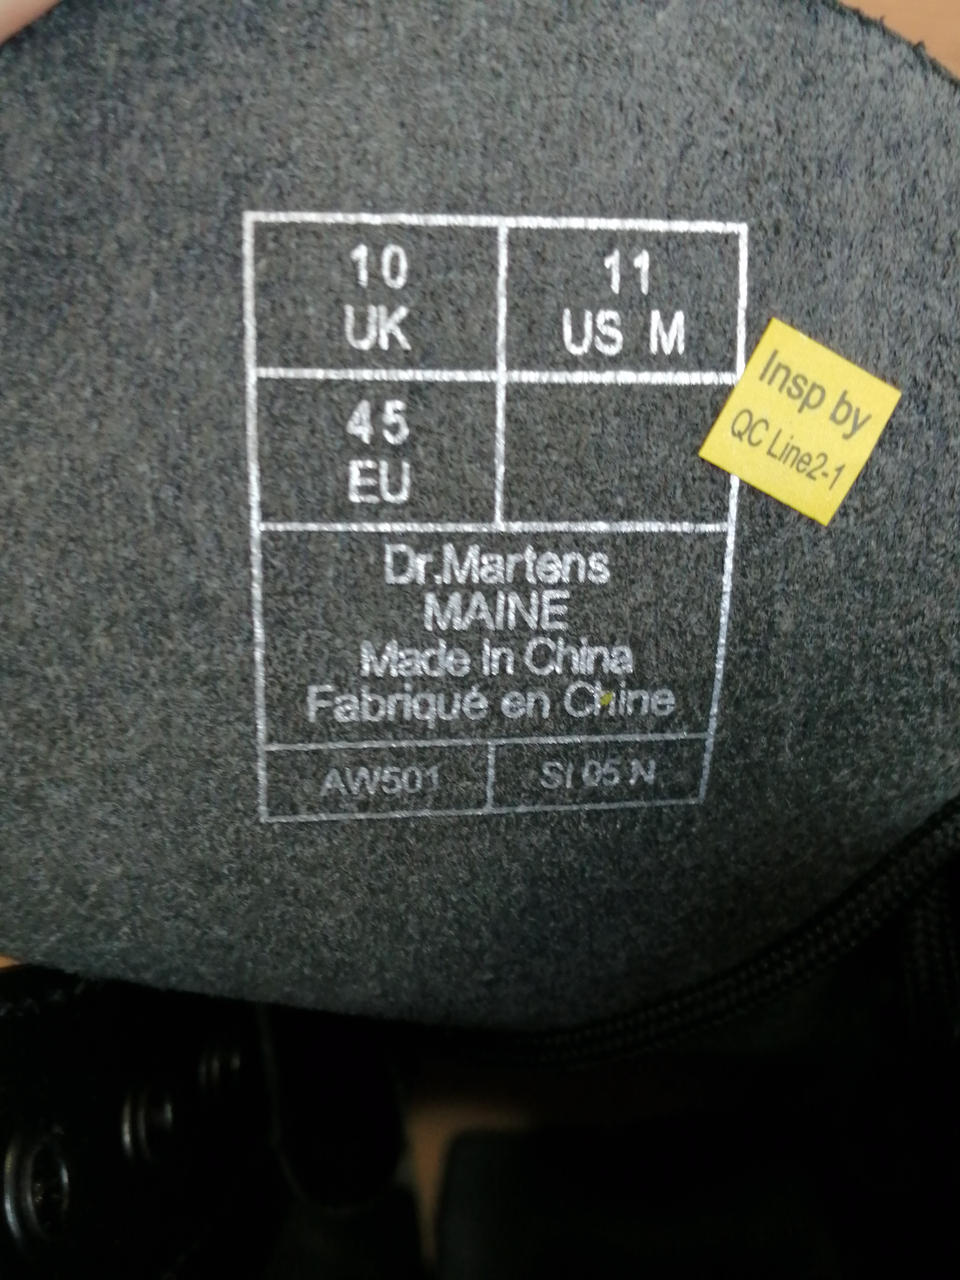 10
UK
11
US M
45
EU
Insp by
QC Line2-1
Dr.Martens
MAINE
Made In China
Fabriqué en Chine
AW501
SI 05 N